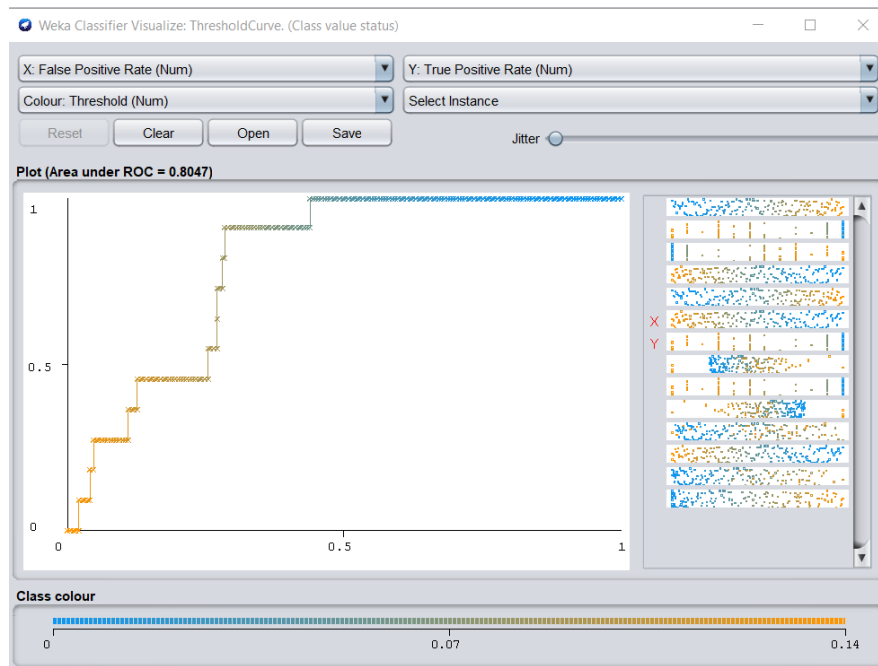 Weka Classifier Visualize: ThresholdCurve. (Class value status)
X: False Positive Rate (Num)
Y: True Positive Rate (Num)
Colour: Threshold (Num)
Select Instance
Reset
Clear
Open
Save
Jitter
Plot (Area under ROC = 0.8047)
1
0.5
0
0
0.5
1
X
Y
Class colour
0
0.07
0.14